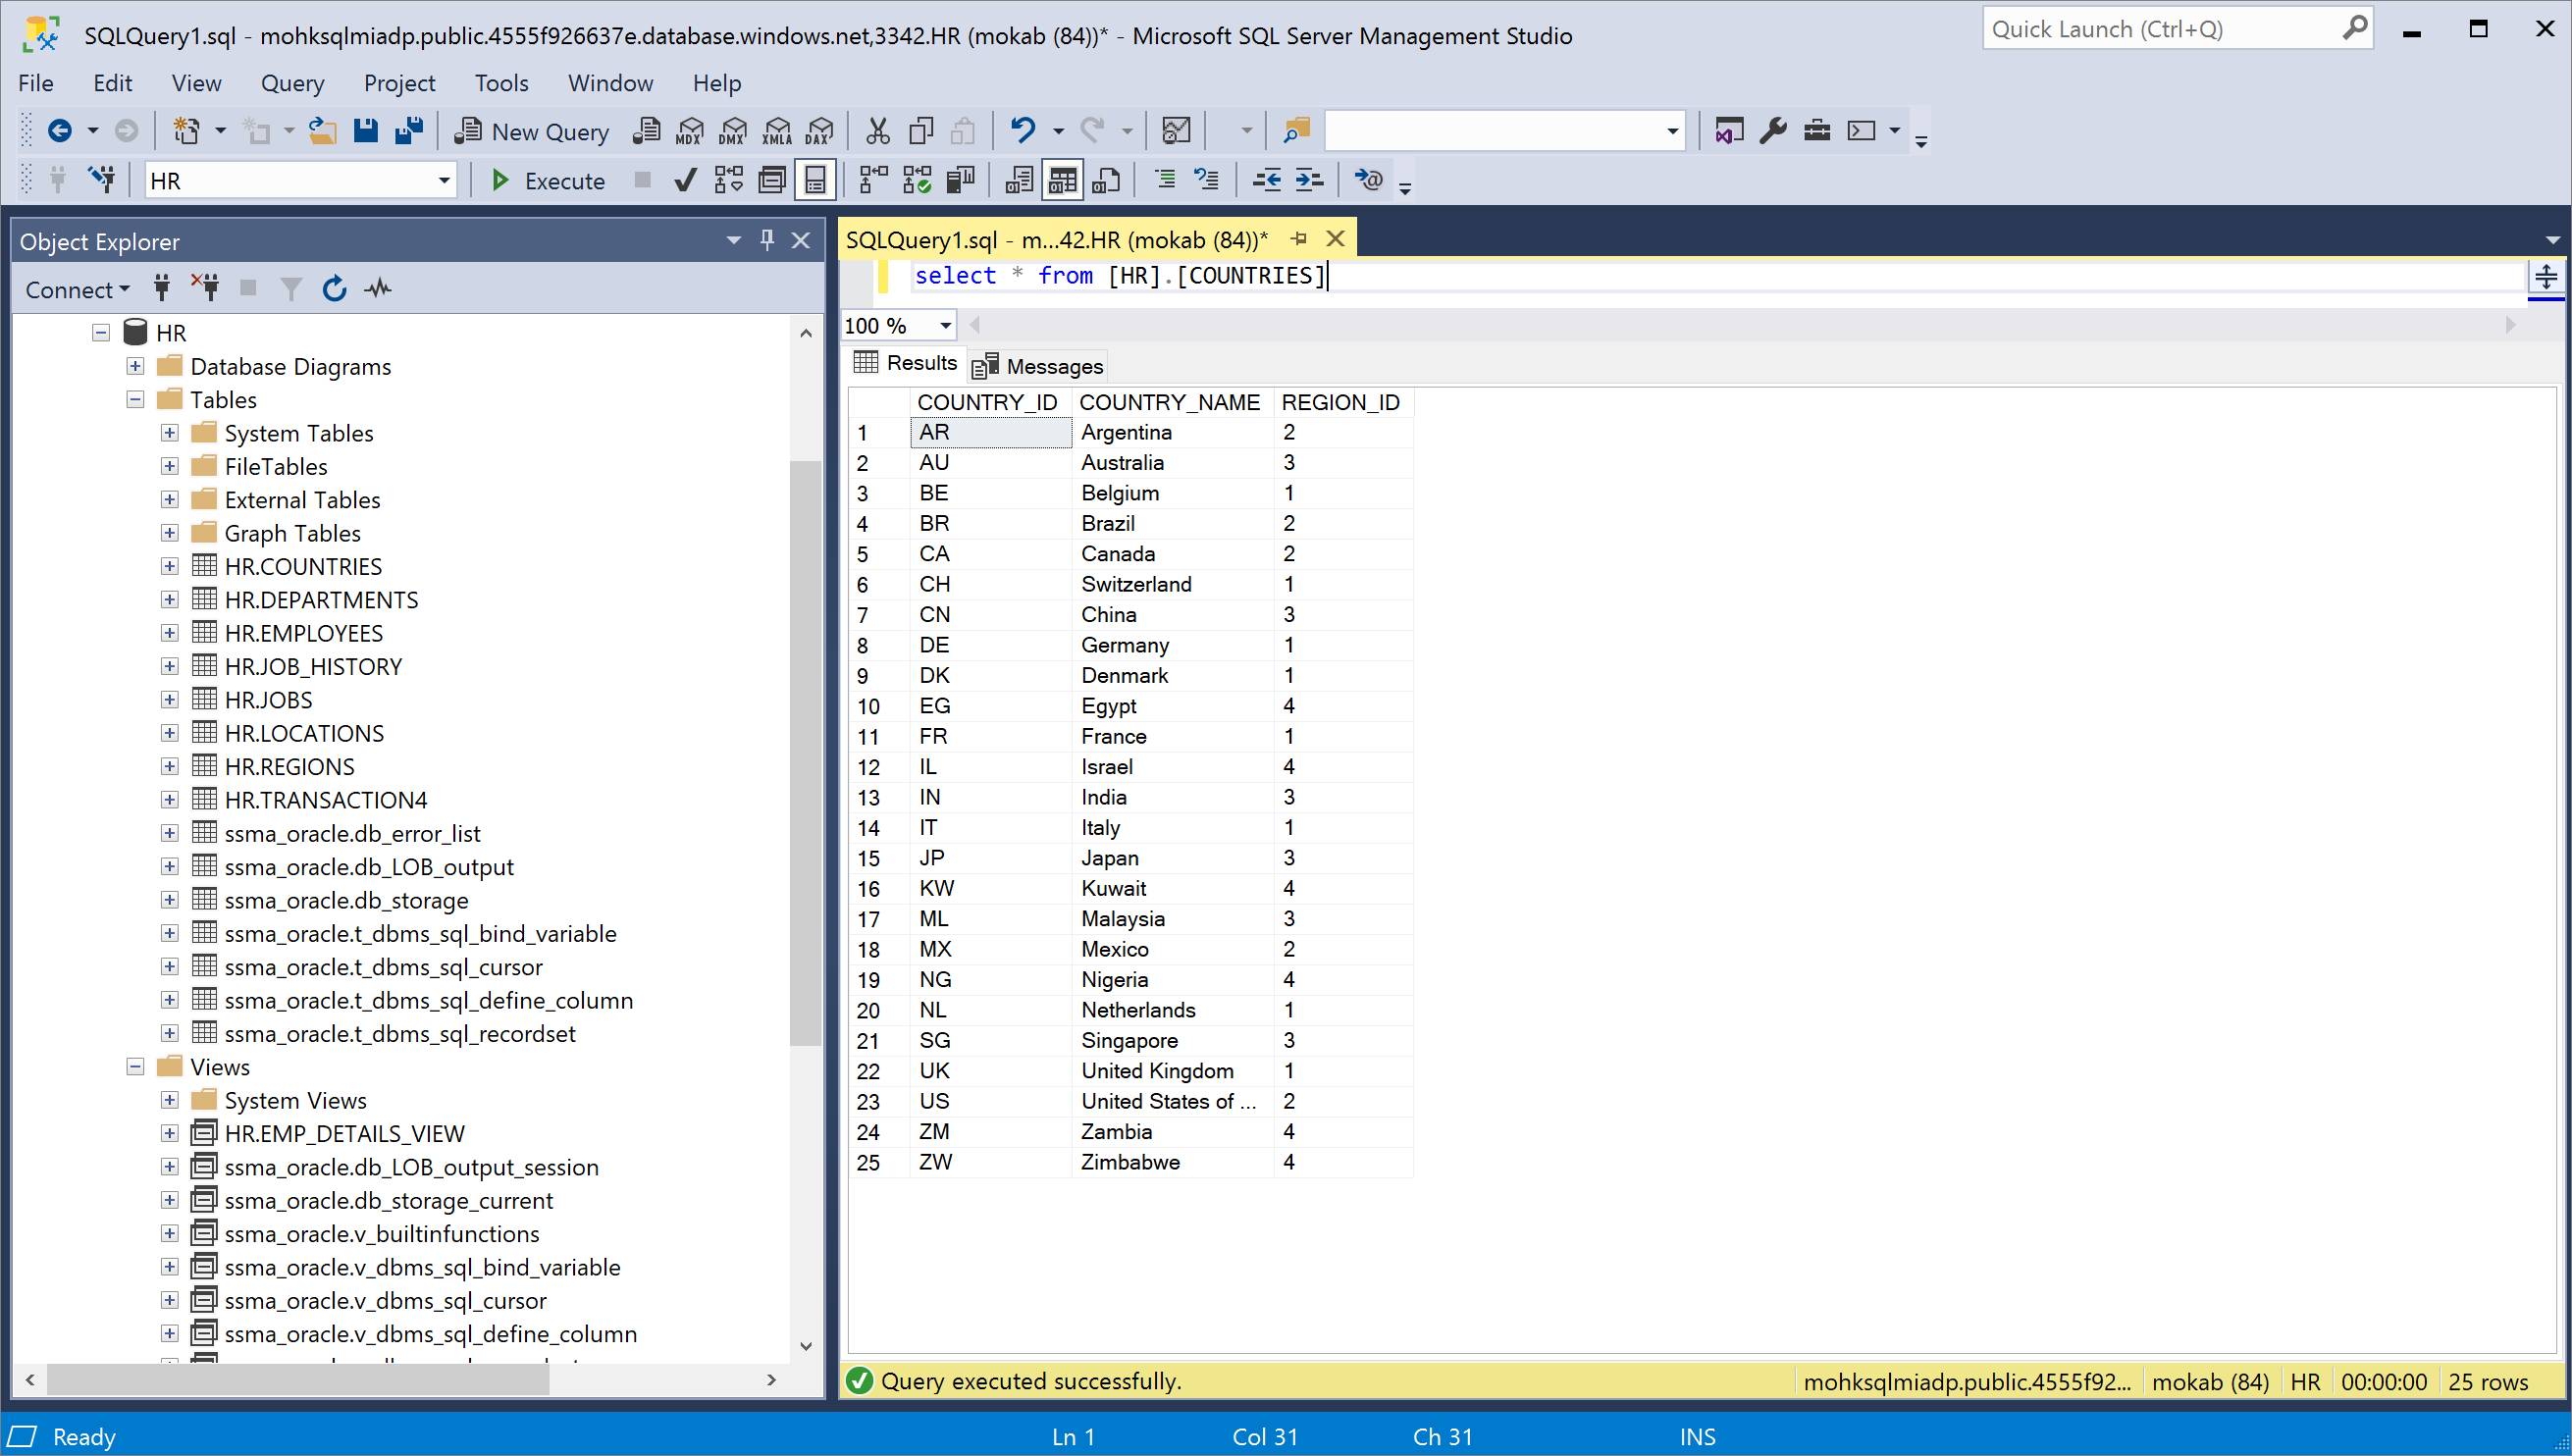 SQLQuery1.sql - mohksqlmiadp.public.4555f926637e.database.windows.net,3342.HR (mokab (84))* - Microsoft SQL Server Management Studio
Quick Launch (Ctrl+Q)
File Edit View Query Project Tools Window Help
New Query MDX DMX XMLA DAX
HR Execute
Object Explorer
Connect
HR
Database Diagrams
Tables
System Tables
FileTables
External Tables
Graph Tables
HR.COUNTRIES
HR.DEPARTMENTS
HR.EMPLOYEES
HR.JOB_HISTORY
HR.JOBS
HR.LOCATIONS
HR.REGIONS
HR.TRANSACTION4
ssma_oracle.db_error_list
ssma_oracle.db_LOB_output
ssma_oracle.db_storage
ssma_oracle.t_dbms_sql_bind_variable
ssma_oracle.t_dbms_sql_cursor
ssma_oracle.t_dbms_sql_define_column
ssma_oracle.t_dbms_sql_recordset
Views
System Views
HR.EMP_DETAILS_VIEW
ssma_oracle.db_LOB_output_session
ssma_oracle.db_storage_current
ssma_oracle.v_builtinfunctions
ssma_oracle.v_dbms_sql_bind_variable
ssma_oracle.v_dbms_sql_cursor
ssma_oracle.v_dbms_sql_define_column
SQLQuery1.sql - m...42.HR (mokab (84))*
select * from [HR].[COUNTRIES]
100 %
Results Messages
COUNTRY_ID COUNTRY_NAME REGION_ID
1 AR Argentina 2
2 AU Australia 3
3 BE Belgium 1
4 BR Brazil 2
5 CA Canada 2
6 CH Switzerland 1
7 CN China 3
8 DE Germany 1
9 DK Denmark 1
10 EG Egypt 4
11 FR France 1
12 IL Israel 4
13 IN India 3
14 IT Italy 1
15 JP Japan 3
16 KW Kuwait 4
17 ML Malaysia 3
18 MX Mexico 2
19 NG Nigeria 4
20 NL Netherlands 1
21 SG Singapore 3
22 UK United Kingdom 1
23 US United States of ... 2
24 ZM Zambia 4
25 ZW Zimbabwe 4
Query executed successfully. mohksqlmiadp.public.4555f92... mokab (84) HR 00:00:00 25 rows
Ready Ln 1 Col 31 Ch 31 INS